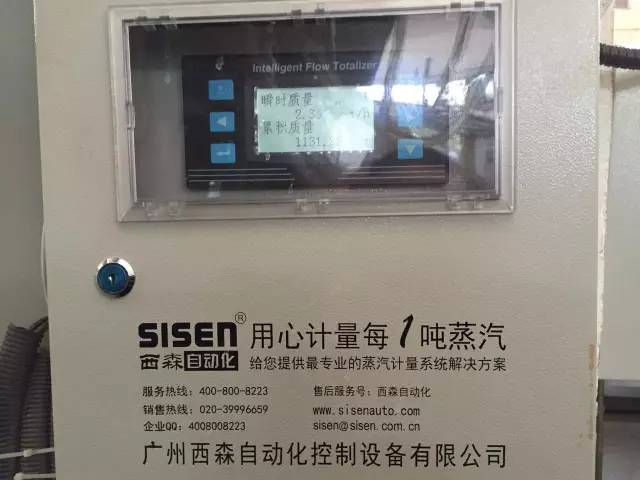 Intelligent Flow Totalizer
瞬时质量
累积质量
SISEN®
西森自动化
用心计量每1吨蒸汽
给您提供最专业的蒸汽计量系统解决方案
服务热线：400-800-8223
售后服务号：西森自动化
销售热线：020-39996659
www.sisenauto.com
企业QQ：4008008223
sisen@sisen.com.cn
广州西森自动化控制设备有限公司